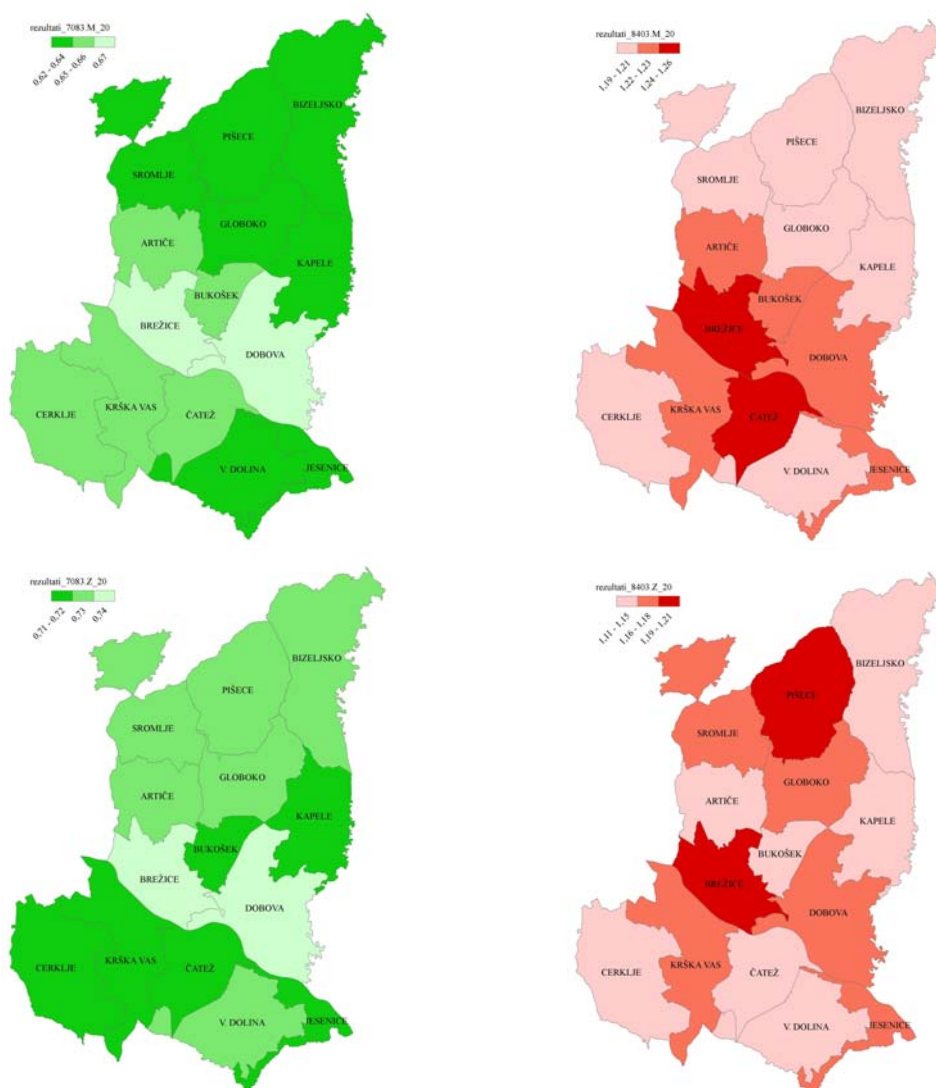 rezultati_7083.M_20
0,62 - 0,64
0,65 - 0,66
0,67
BIZELJSKO
PIŠECE
SROMLJE
GLOBOKO
ARTIČE
KAPELE
BUKOŠEK
BREŽICE
DOBOVA
CERKLJE
KRŠKA VAS
ČATEŽ
V. DOLINA
JESENICE
rezultati_8403.M_20
1,19 - 1,21
1,22 - 1,23
1,24 - 1,26
BIZELJSKO
PIŠECE
SROMLJE
GLOBOKO
ARTIČE
KAPELE
BUKOŠEK
BREŽICE
DOBOVA
CERKLJE
KRŠKA VAS
ČATEŽ
V. DOLINA
JESENICE
rezultati_7083.Z_20
0,71 - 0,72
0,73
0,74
BIZELJSKO
PIŠECE
SROMLJE
GLOBOKO
ARTIČE
KAPELE
BUKOŠEK
BREŽICE
DOBOVA
CERKLJE
KRŠKA VAS
ČATEŽ
V. DOLINA
JESENICE
rezultati_8403.Z_20
1,11 - 1,15
1,16 - 1,18
1,19 - 1,21
BIZELJSKO
PIŠECE
SROMLJE
GLOBOKO
ARTIČE
KAPELE
BUKOŠEK
BREŽICE
DOBOVA
CERKLJE
KRŠKA VAS
ČATEŽ
V. DOLINA
JESENICE